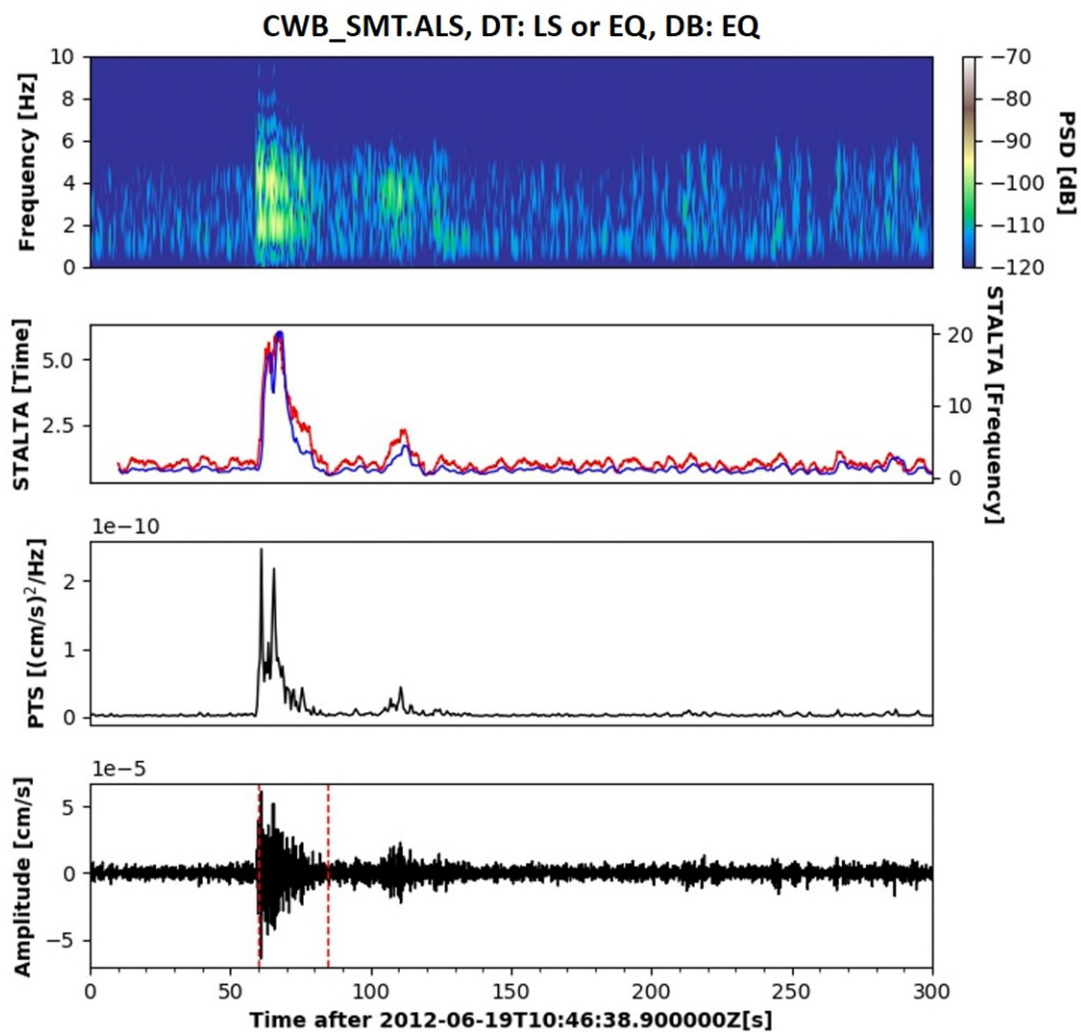 CWB_SMT.ALS, DT: LS or EQ, DB: EQ
10
8
6
4
2
0
Frequency [Hz]
−70
−80
−90
−100
−110
−120
PSD [dB]
5.0
2.5
STALTA [Time]
20
10
0
STALTA [Frequency]
1e−10
2
1
0
PTS [(cm/s)²/Hz]
1e−5
5
0
−5
Amplitude [cm/s]
0 50 100 150 200 250 300
Time after 2012-06-19T10:46:38.900000Z[s]